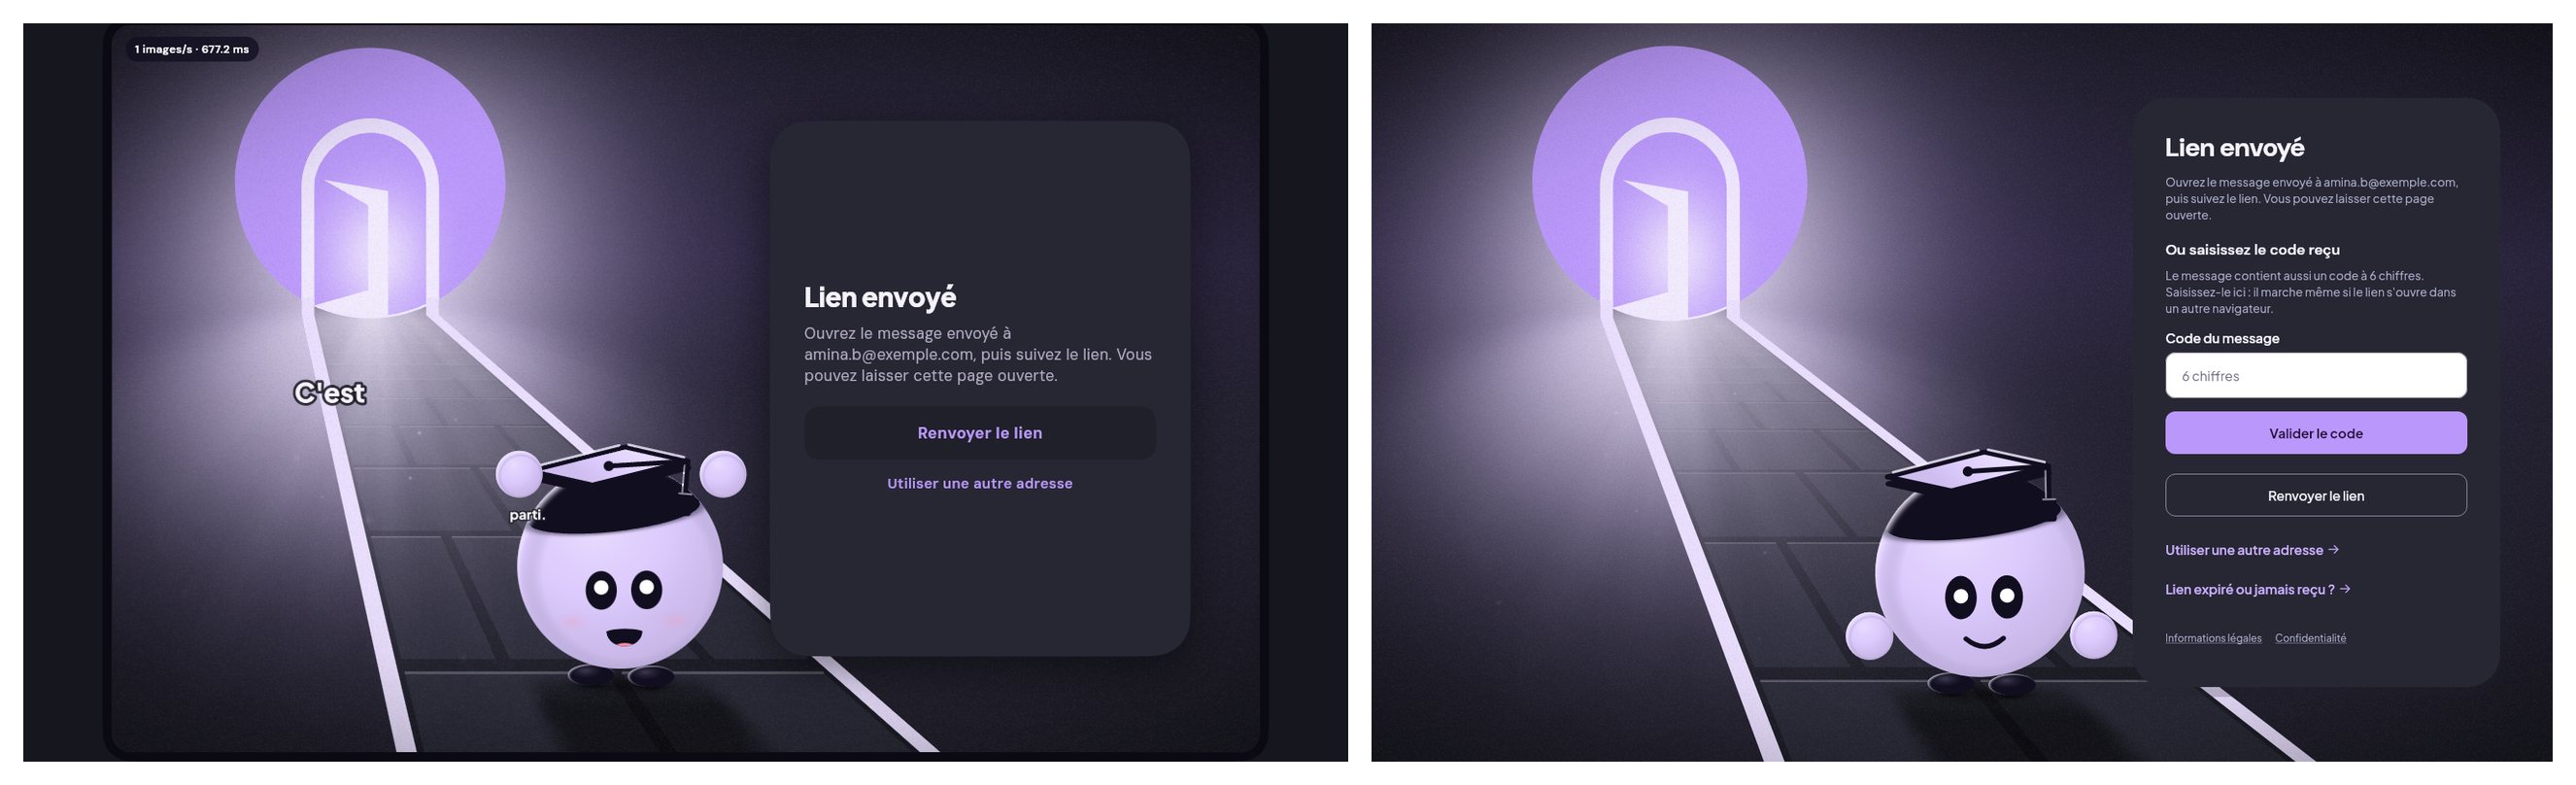 1 images/s · 677.2 ms
C'est
parti.
Lien envoyé
Ouvrez le message envoyé à
amina.b@exemple.com, puis suivez le lien. Vous
pouvez laisser cette page ouverte.
Renvoyer le lien
Utiliser une autre adresse
Lien envoyé
Ouvrez le message envoyé à amina.b@exemple.com,
puis suivez le lien. Vous pouvez laisser cette page
ouverte.
Ou saisissez le code reçu
Le message contient aussi un code à 6 chiffres.
Saisissez-le ici : il marche même si le lien s'ouvre dans
un autre navigateur.
Code du message
6 chiffres
Valider le code
Renvoyer le lien
Utiliser une autre adresse →
Lien expiré ou jamais reçu ? →
Informations légales Confidentialité